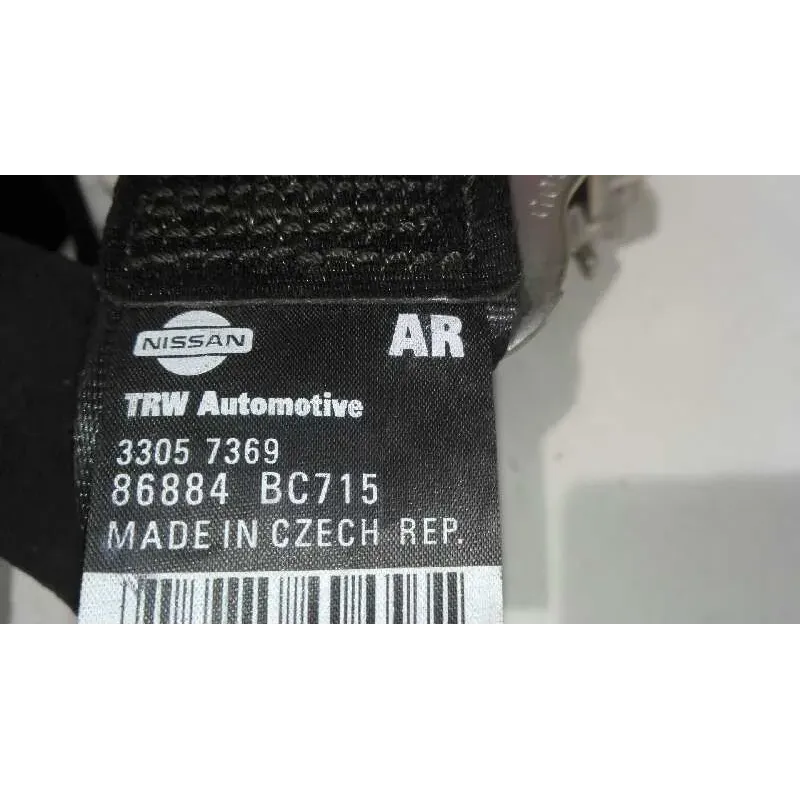 NISSAN AR
TRW Automotive
3305 7369
86884 BC715
MADE IN CZECH REP.